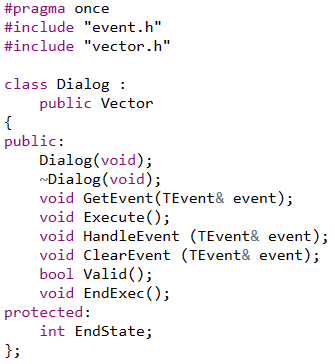 #pragma once
#include "event.h"
#include "vector.h"

class Dialog :
    public Vector
{
public:
    Dialog(void);
    ~Dialog(void);
    void GetEvent(TEvent& event);
    void Execute();
    void HandleEvent (TEvent& event);
    void ClearEvent (TEvent& event);
    bool Valid();
    void EndExec();
protected:
    int EndState;
};